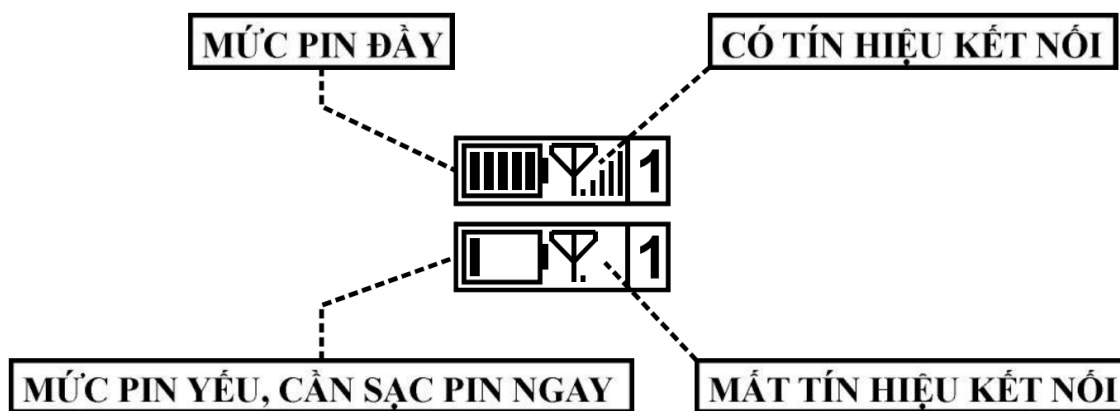 MỨC PIN ĐẦY
CÓ TÍN HIỆU KẾT NỐI
1
1
MỨC PIN YẾU, CẦN SẠC PIN NGAY
MẤT TÍN HIỆU KẾT NỐI